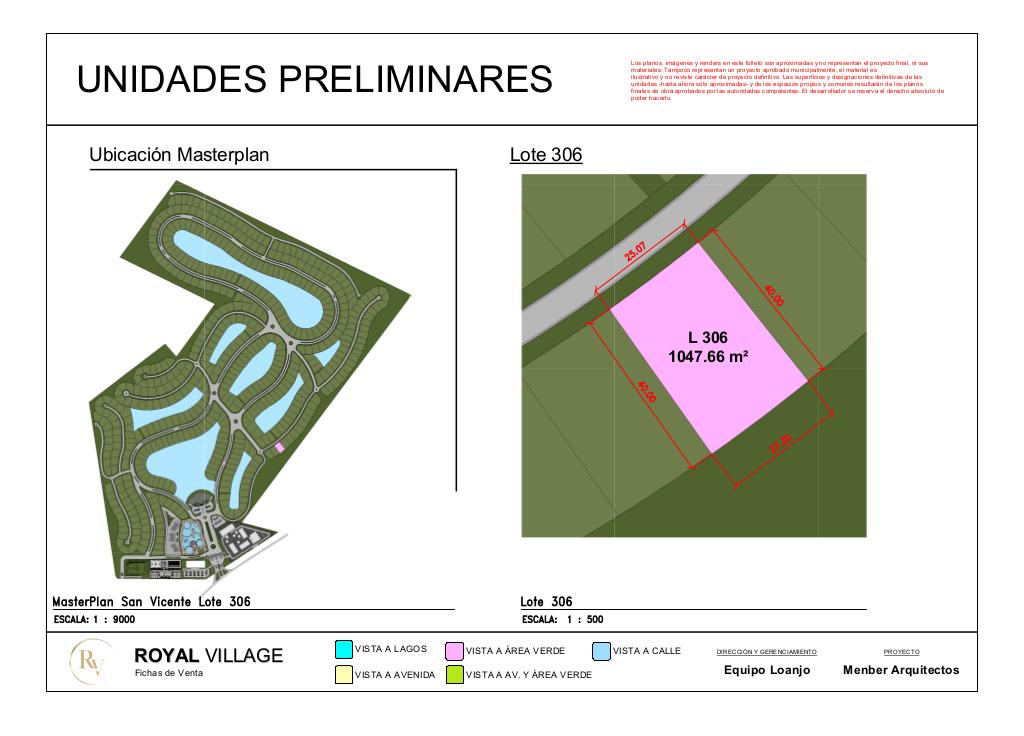 UNIDADES PRELIMINARES
Los planos, imágenes y renders en este folleto son aproximadas y no representan el proyecto final, ni sus
materiales. Tampoco representan un proyecto aprobado municipalmente, el material es
ilustrativo y no reviste carácter de proyecto definitivo. Las superficies y designaciones definitivas de las
unidades -hasta ahora sólo aproximadas- y de los espacios propios y comunes resultarán de los planos
finales de obra aprobados por las autoridades competentes. El desarrollador se reserva el derecho absoluto de
poder hacerlo.
Ubicación Masterplan
Lote 306
25.07
40.00
L 306
1047.66 m²
40.00
27.30
MasterPlan San Vicente Lote 306
ESCALA: 1 : 9000
Lote 306
ESCALA: 1 : 500
RV
ROYAL VILLAGE
Fichas de Venta
VISTA A LAGOS
VISTA A ÁREA VERDE
VISTA A CALLE
VISTA A AVENIDA
VISTA A AV. Y ÁREA VERDE
DIRECCIÓN Y GERENCIAMIENTO
Equipo Loanjo
PROYECTO
Menber Arquitectos